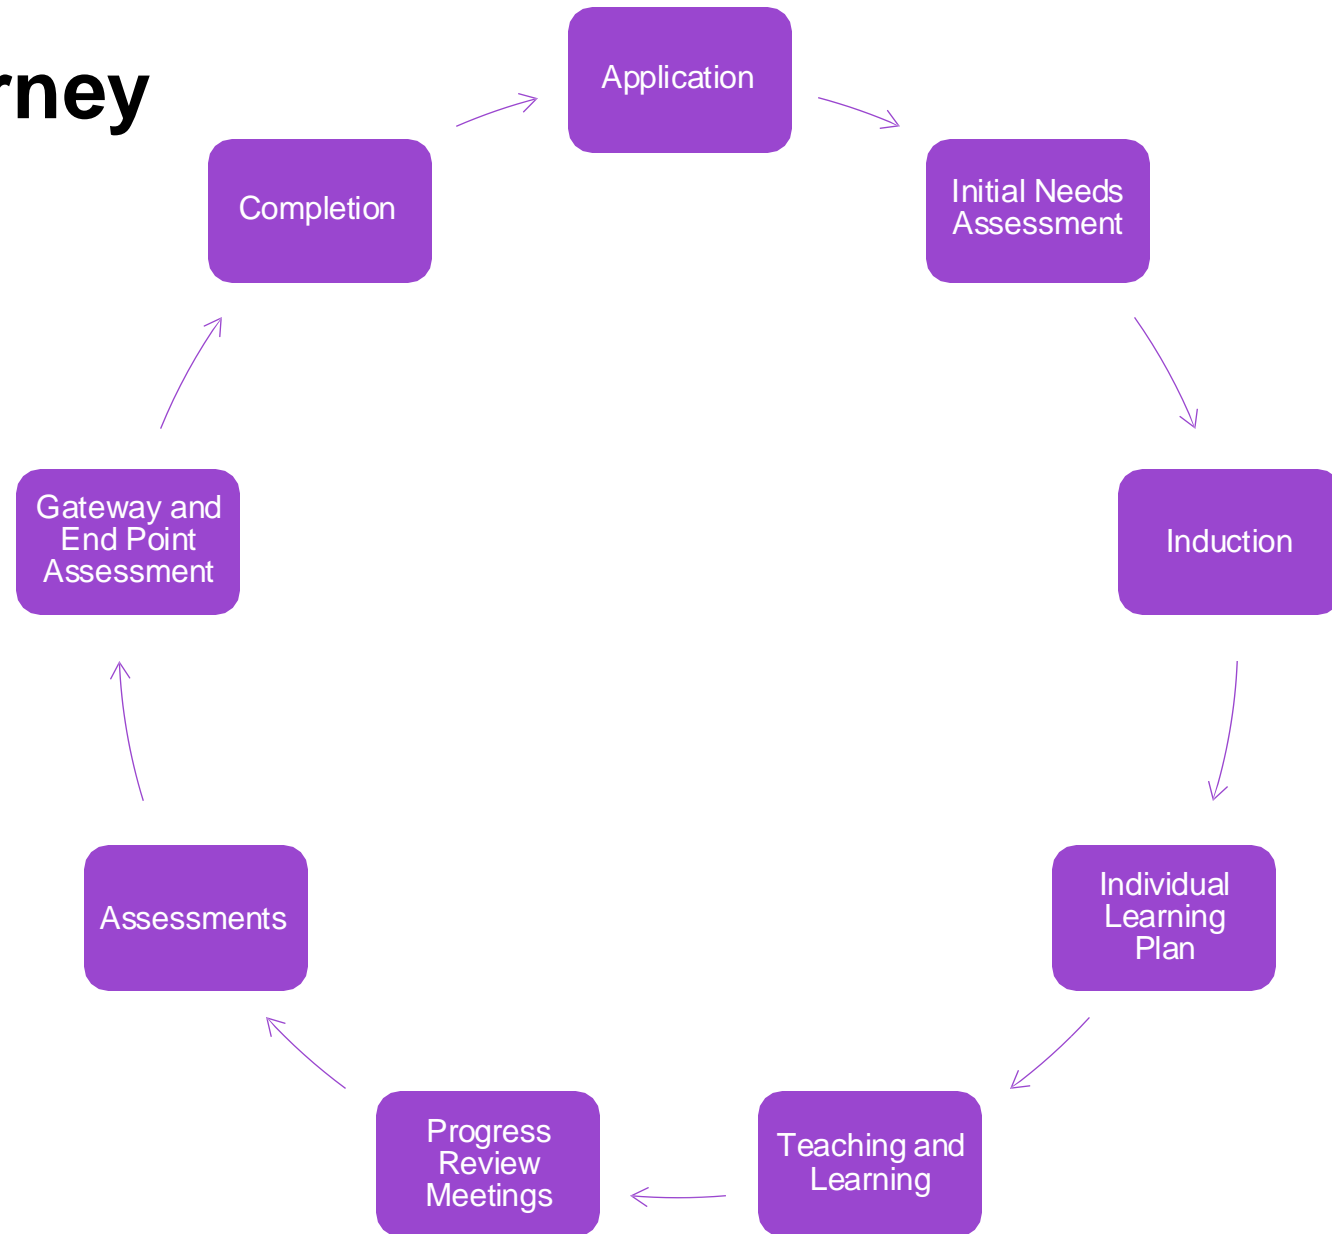 rney
Application
Initial Needs
Assessment
Induction
Individual
Learning
Plan
Teaching and
Learning
Progress
Review
Meetings
Assessments
Gateway and
End Point
Assessment
Completion